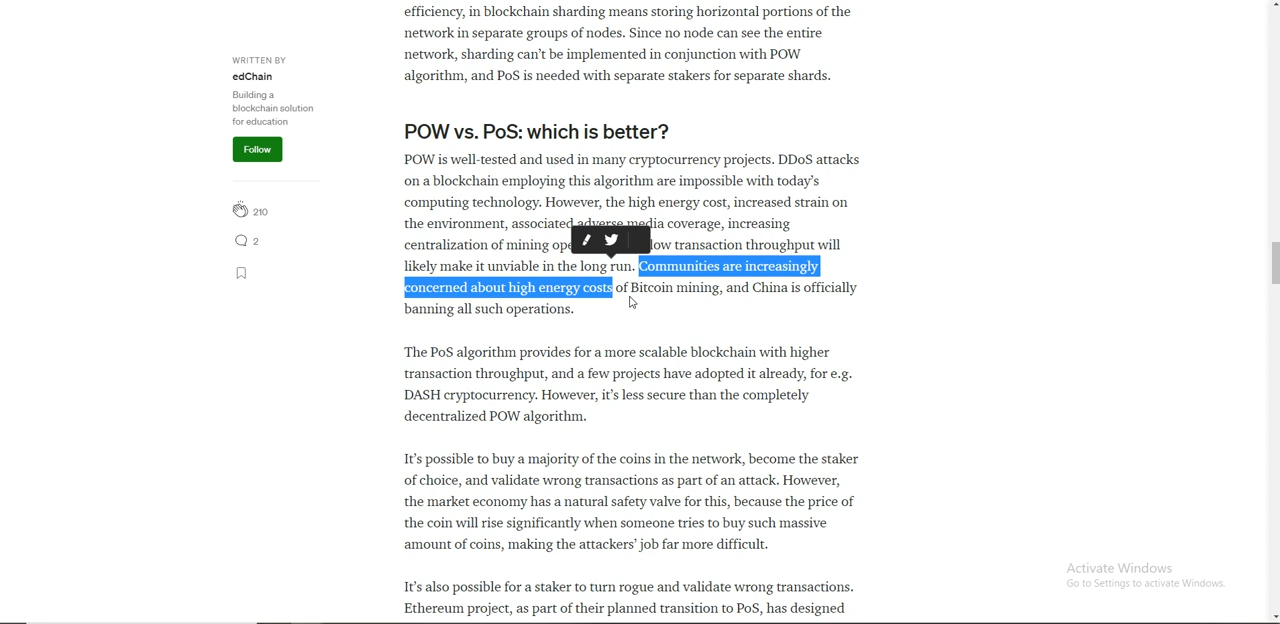 efficiency, in blockchain sharding means storing horizontal portions of the
network in separate groups of nodes. Since no node can see the entire
network, sharding can't be implemented in conjunction with POW
algorithm, and PoS is needed with separate stakers for separate shards.
WRITTEN BY
edChain
Building a
blockchain solution
for education
Follow
210
2
POW vs. PoS: which is better?
POW is well-tested and used in many cryptocurrency projects. DDoS attacks
on a blockchain employing this algorithm are impossible with today's
computing technology. However, the high energy cost, increased strain on
the environment, associated adverse media coverage, increasing
centralization of mining low transaction throughput will
likely make it unviable in the long run. Communities are increasingly
concerned about high energy costs of Bitcoin mining, and China is officially
banning all such operations.
The PoS algorithm provides for a more scalable blockchain with higher
transaction throughput, and a few projects have adopted it already, for e.g.
DASH cryptocurrency. However, it's less secure than the completely
decentralized POW algorithm.
It's possible to buy a majority of the coins in the network, become the staker
of choice, and validate wrong transactions as part of an attack. However,
the market economy has a natural safety valve for this, because the price of
the coin will rise significantly when someone tries to buy such massive
amount of coins, making the attackers' job far more difficult.
It's also possible for a staker to turn rogue and validate wrong transactions.
Ethereum project, as part of their planned transition to PoS, has designed
Activate Windows
Go to Settings to activate Windows.